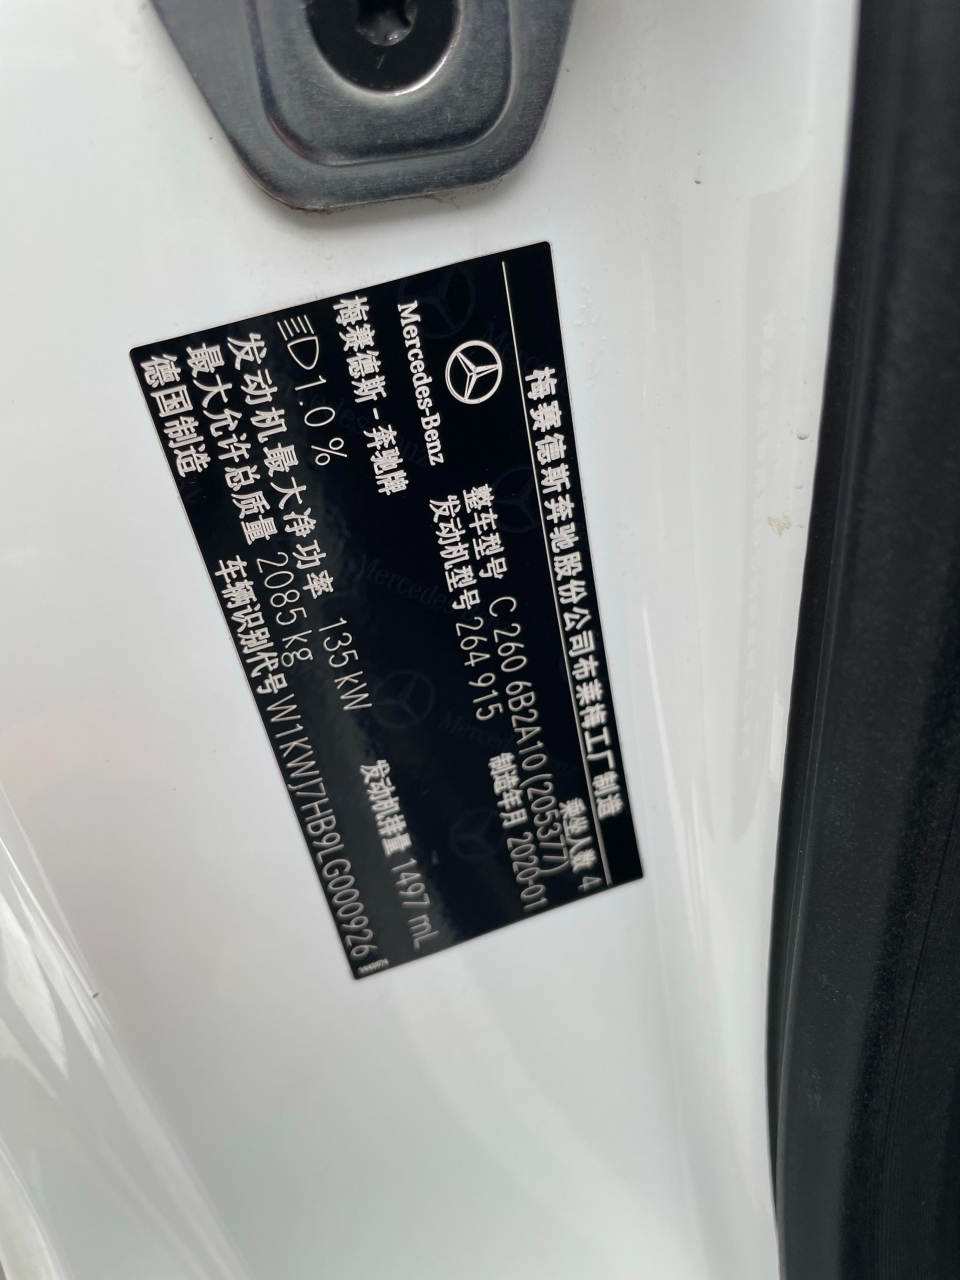 梅赛德斯奔驰股份公司布莱梅工厂 制造
Mercedes-Benz
梅赛德斯-奔驰牌
整车型号 C 260 6B2A10 (205377)
乘坐人数 4
发动机型号 264 915
制造年月 2020-01
1.0 %
发动机最大净功率 135 kW
发动机排量 1497 mL
最大允许总质量 2085 kg
德国制造
车辆识别代号 W1KWJ7HB9LG000926